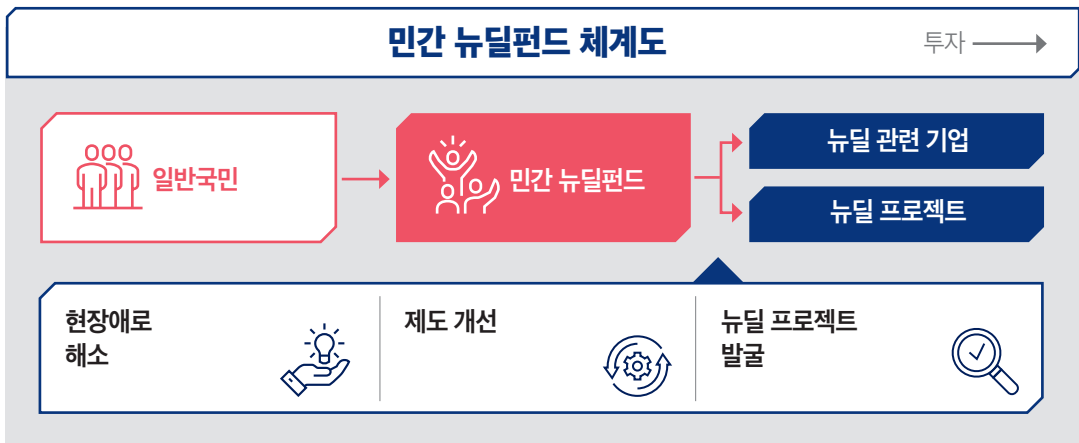 민간 뉴딜펀드 체계도
투자
일반국민
민간 뉴딜펀드
뉴딜 관련 기업
뉴딜 프로젝트
현장애로
해소
제도 개선
뉴딜 프로젝트
발굴